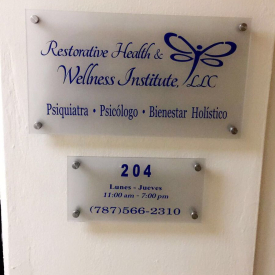 Restorative Health &
Wellness Institute, LLC
Psiquiatra • Psicólogo • Bienestar Holístico
204
Lunes - Jueves
11:00 am - 7:00 pm
(787)566-2310